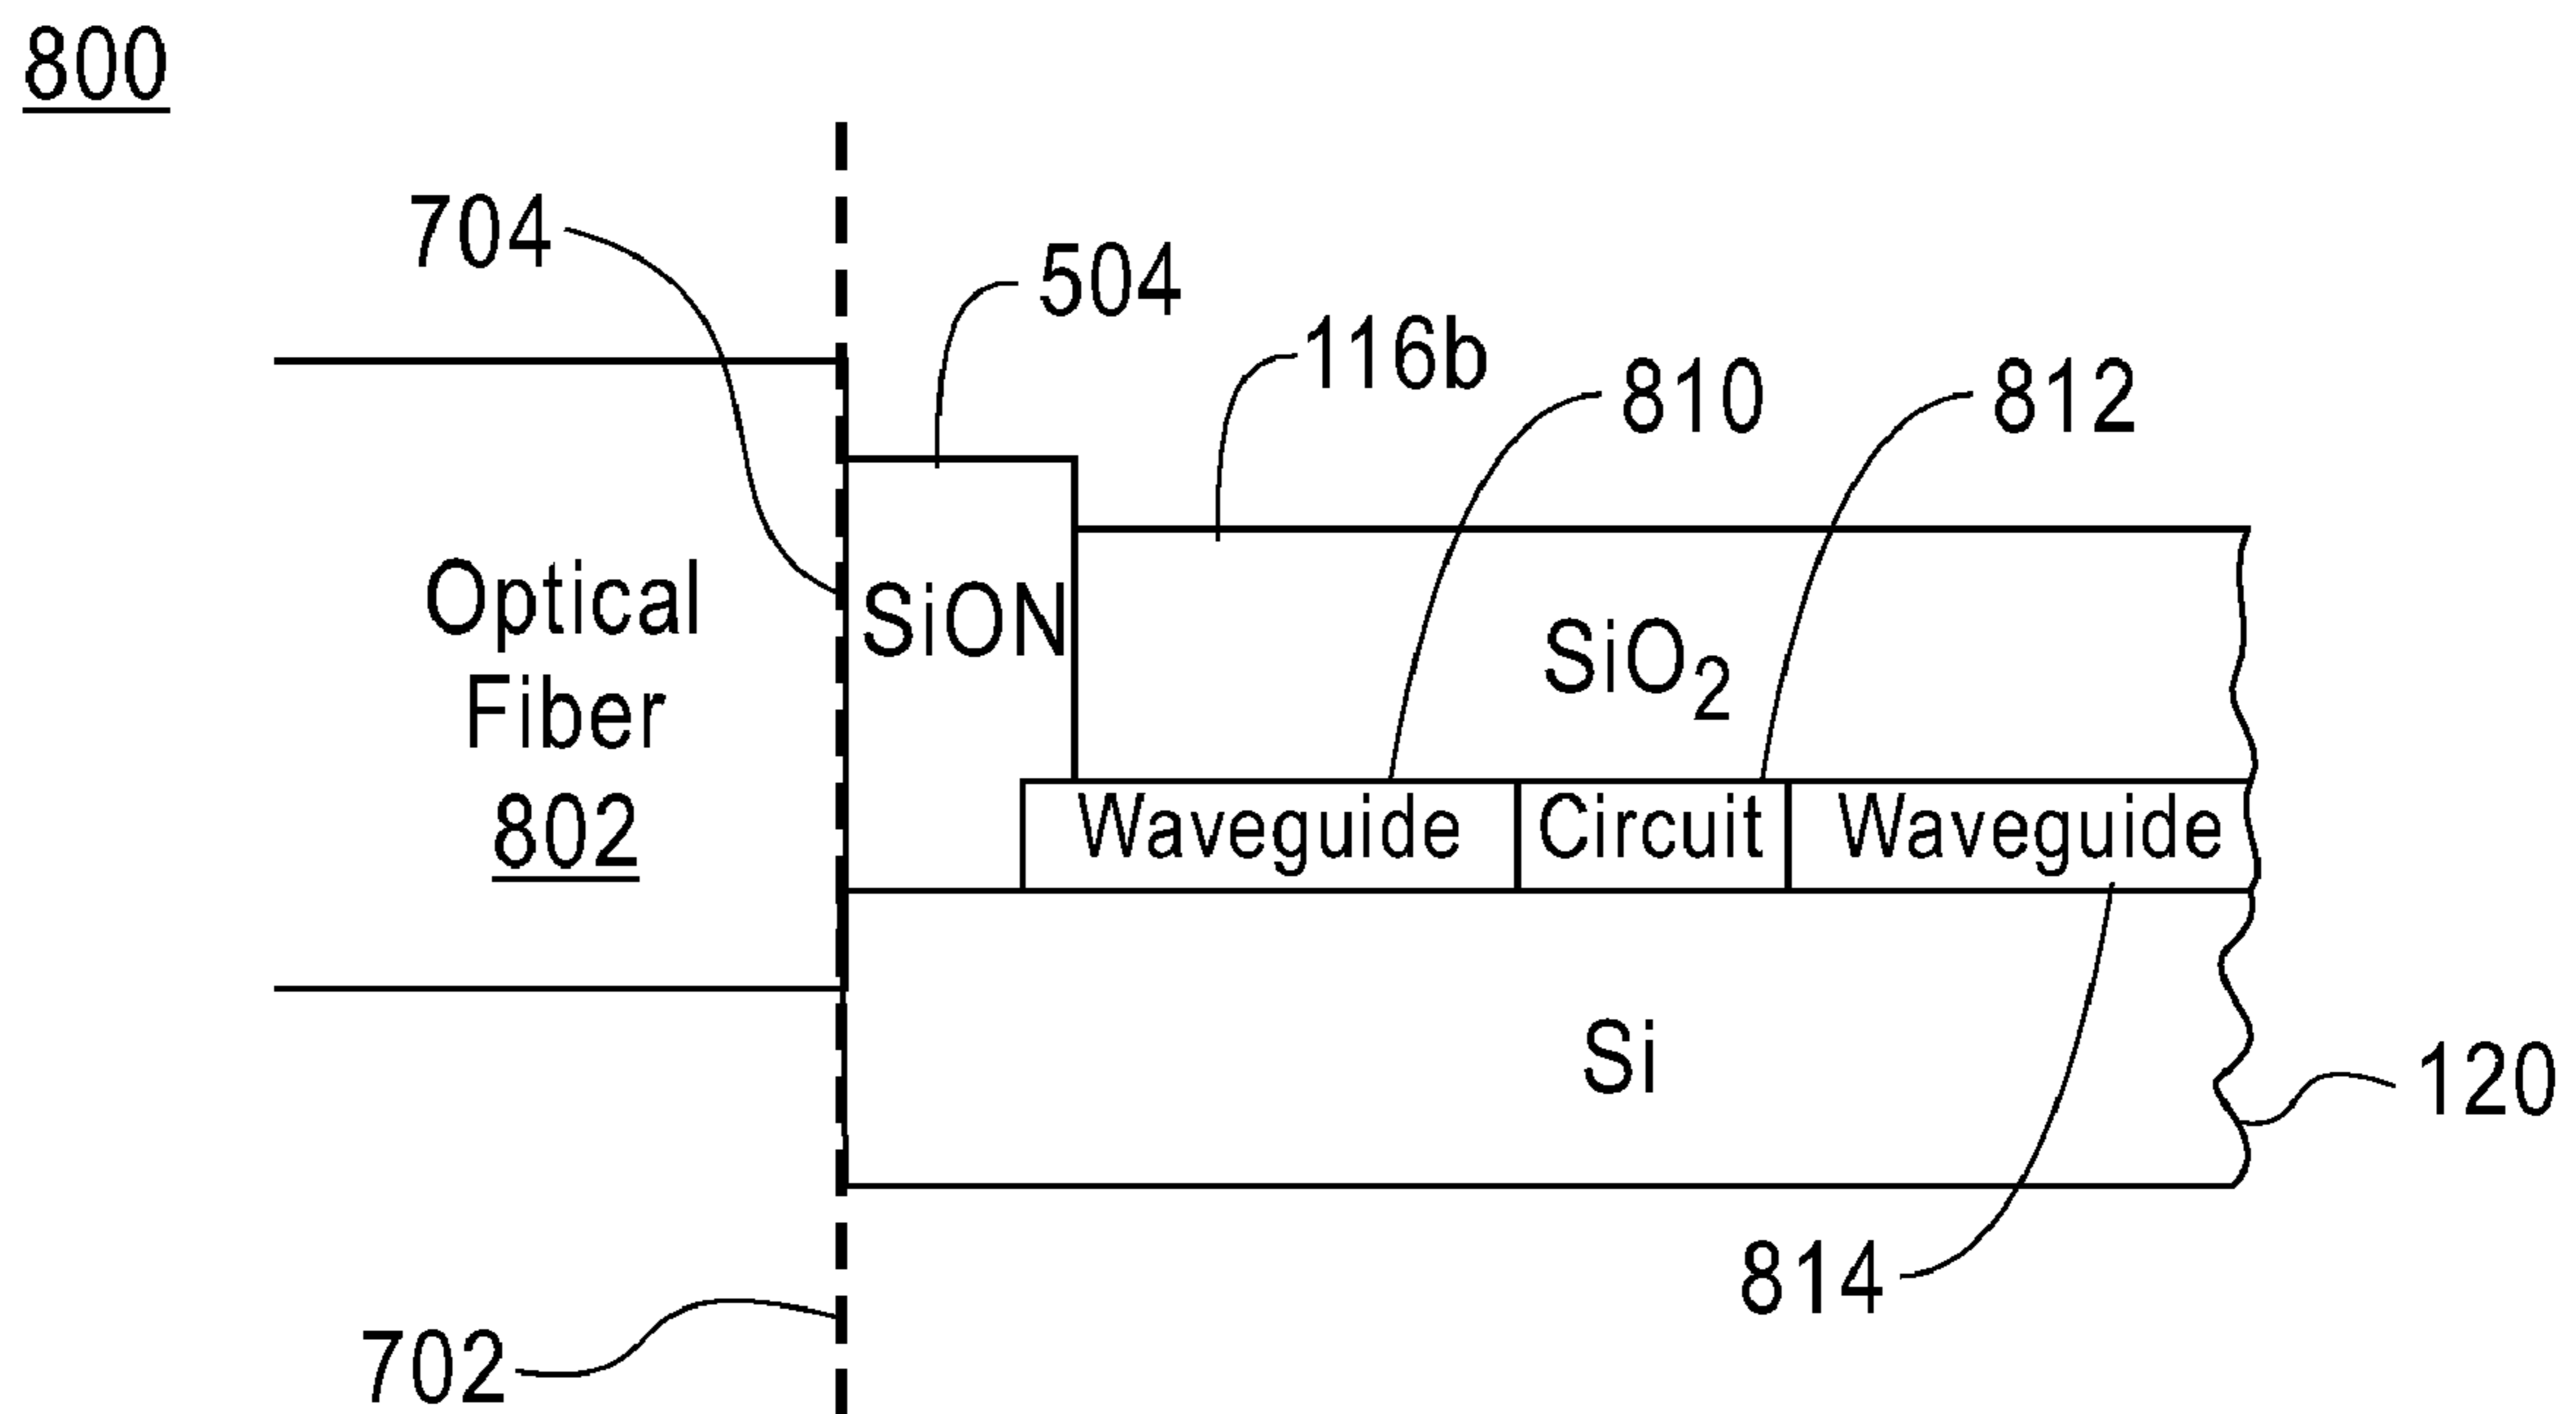 800
704
504
116b
810
812
Optical
Fiber
802
SiON
SiO₂
Waveguide
Circuit
Waveguide
Si
120
814
702